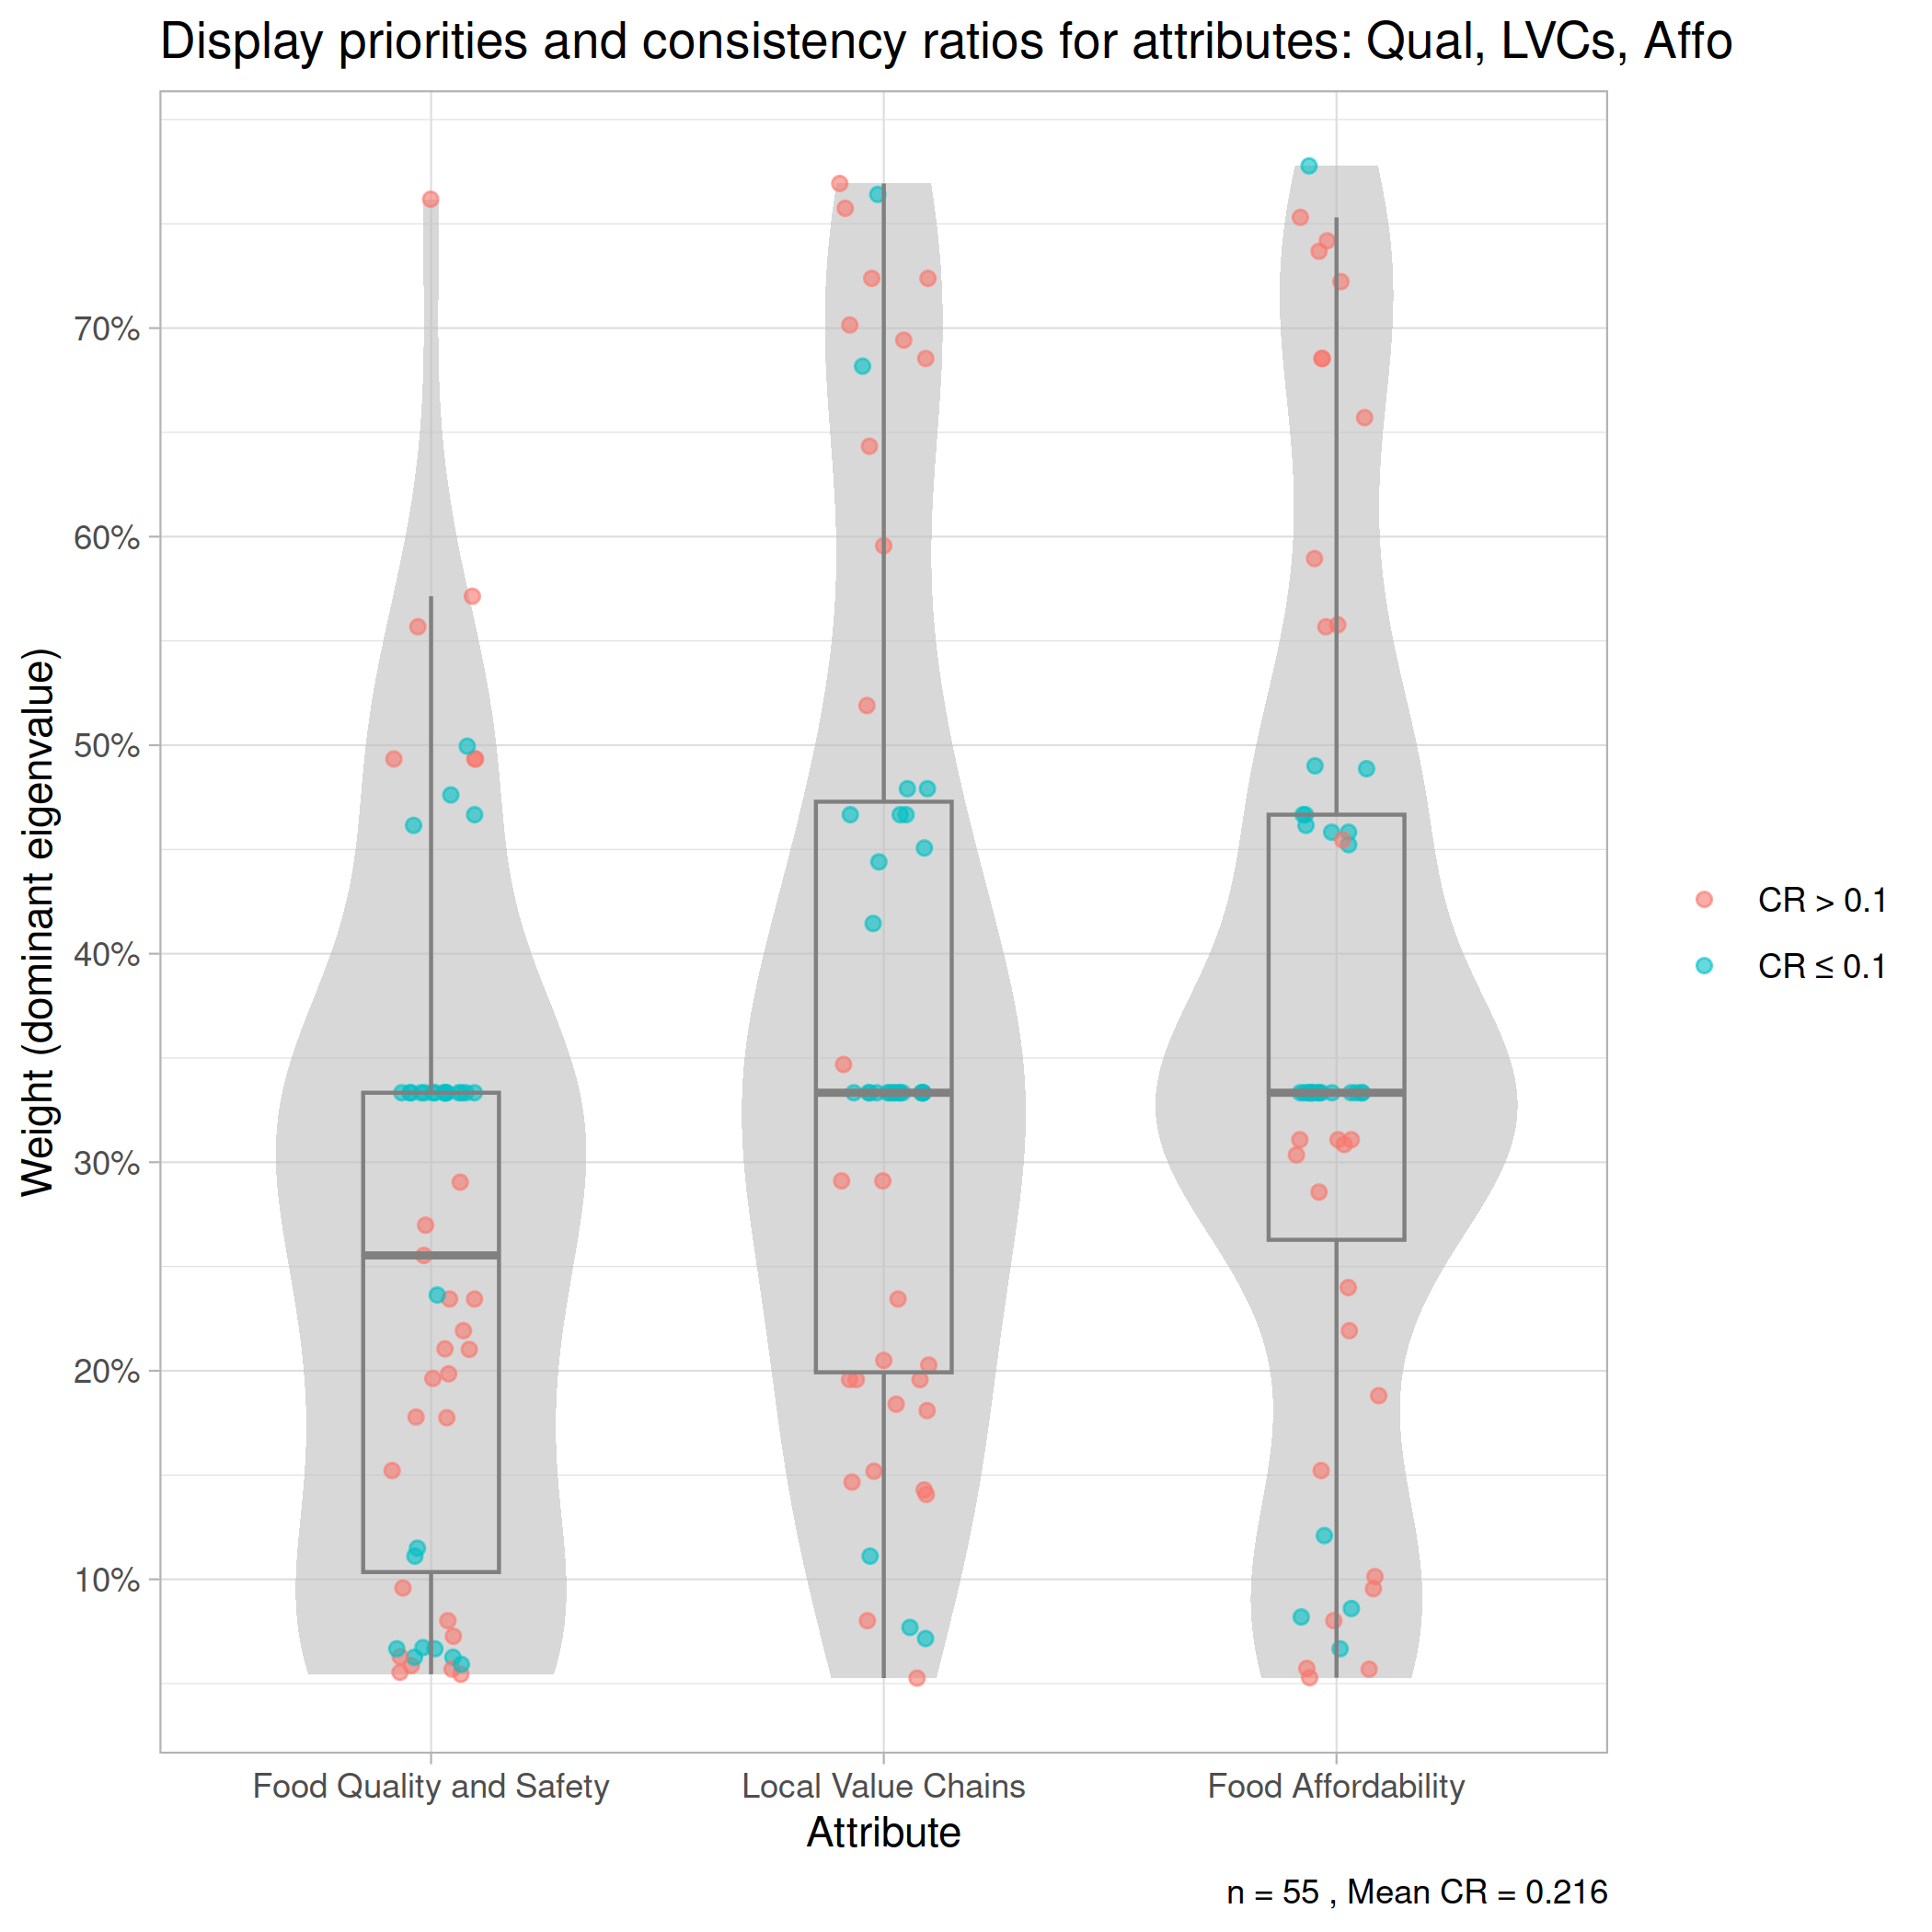 Display priorities and consistency ratios for attributes: Qual, LVCs, Affo
Weight (dominant eigenvalue)
70%
60%
50%
40%
30%
20%
10%
CR > 0.1
CR ≤ 0.1
Food Quality and Safety
Local Value Chains
Food Affordability
Attribute
n = 55 , Mean CR = 0.216